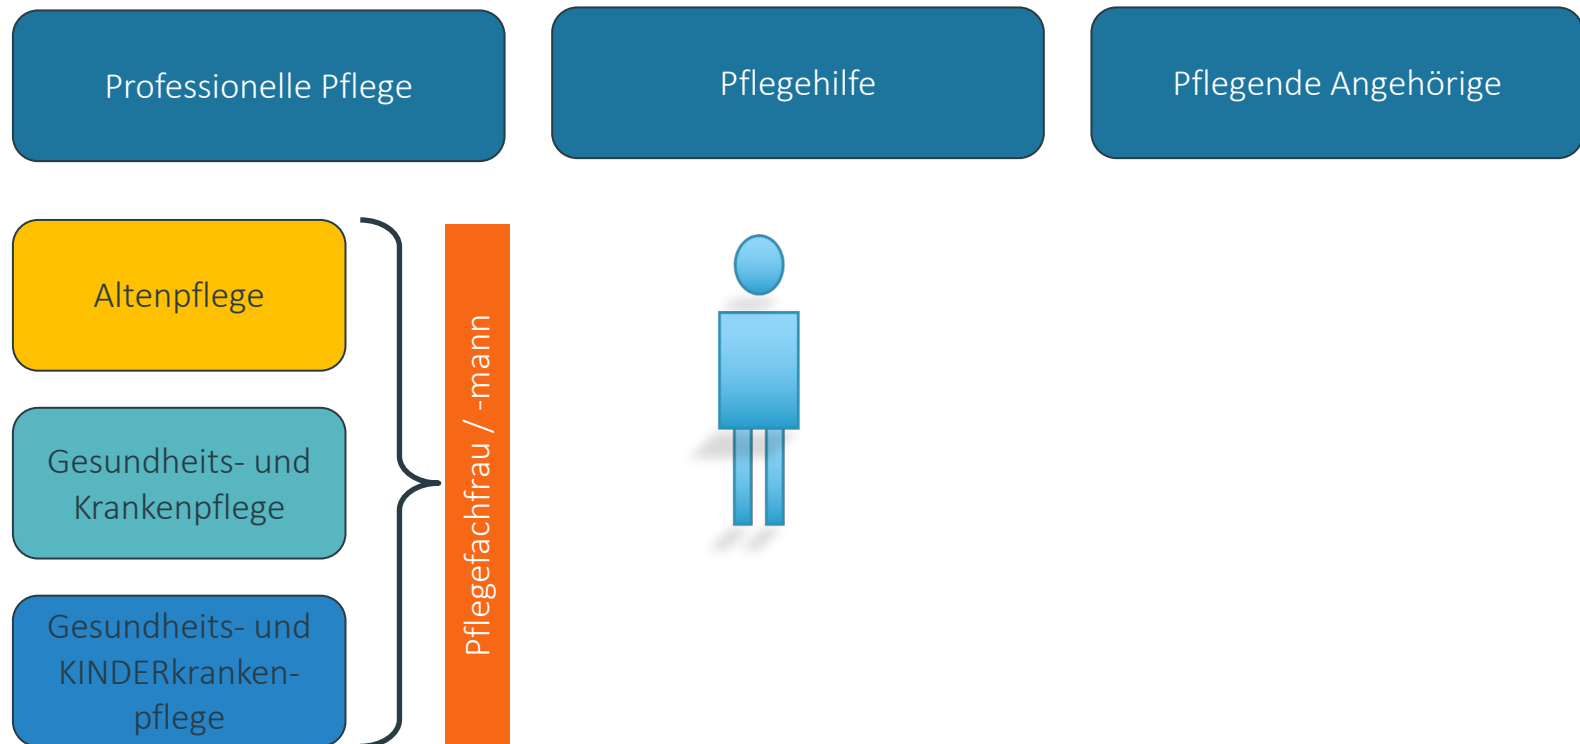 Professionelle Pflege
Pflegehilfe
Pflegende Angehörige
Altenpflege
Gesundheits- und
Krankenpflege
Gesundheits- und
KINDERkranken-
pflege
Pflegefachfrau / -mann